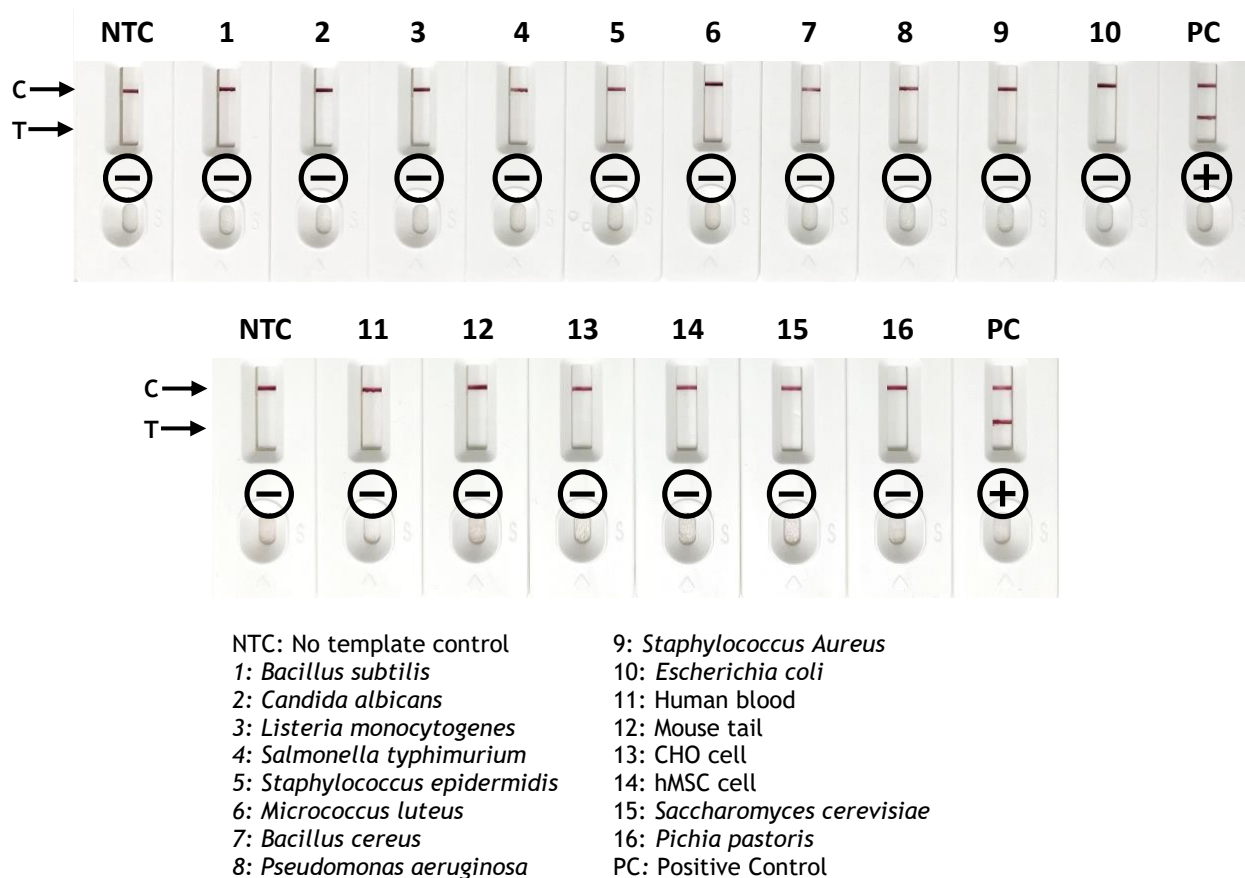 NTC 1 2 3 4 5 6 7 8 9 10 PC
C
T
− − − − − − − − − − − +
S S S S S S S S S S
NTC 11 12 13 14 15 16 PC
C
T
− − − − − − − +
S S S S S S S
NTC: No template control
1: Bacillus subtilis
2: Candida albicans
3: Listeria monocytogenes
4: Salmonella typhimurium
5: Staphylococcus epidermidis
6: Micrococcus luteus
7: Bacillus cereus
8: Pseudomonas aeruginosa
9: Staphylococcus Aureus
10: Escherichia coli
11: Human blood
12: Mouse tail
13: CHO cell
14: hMSC cell
15: Saccharomyces cerevisiae
16: Pichia pastoris
PC: Positive Control